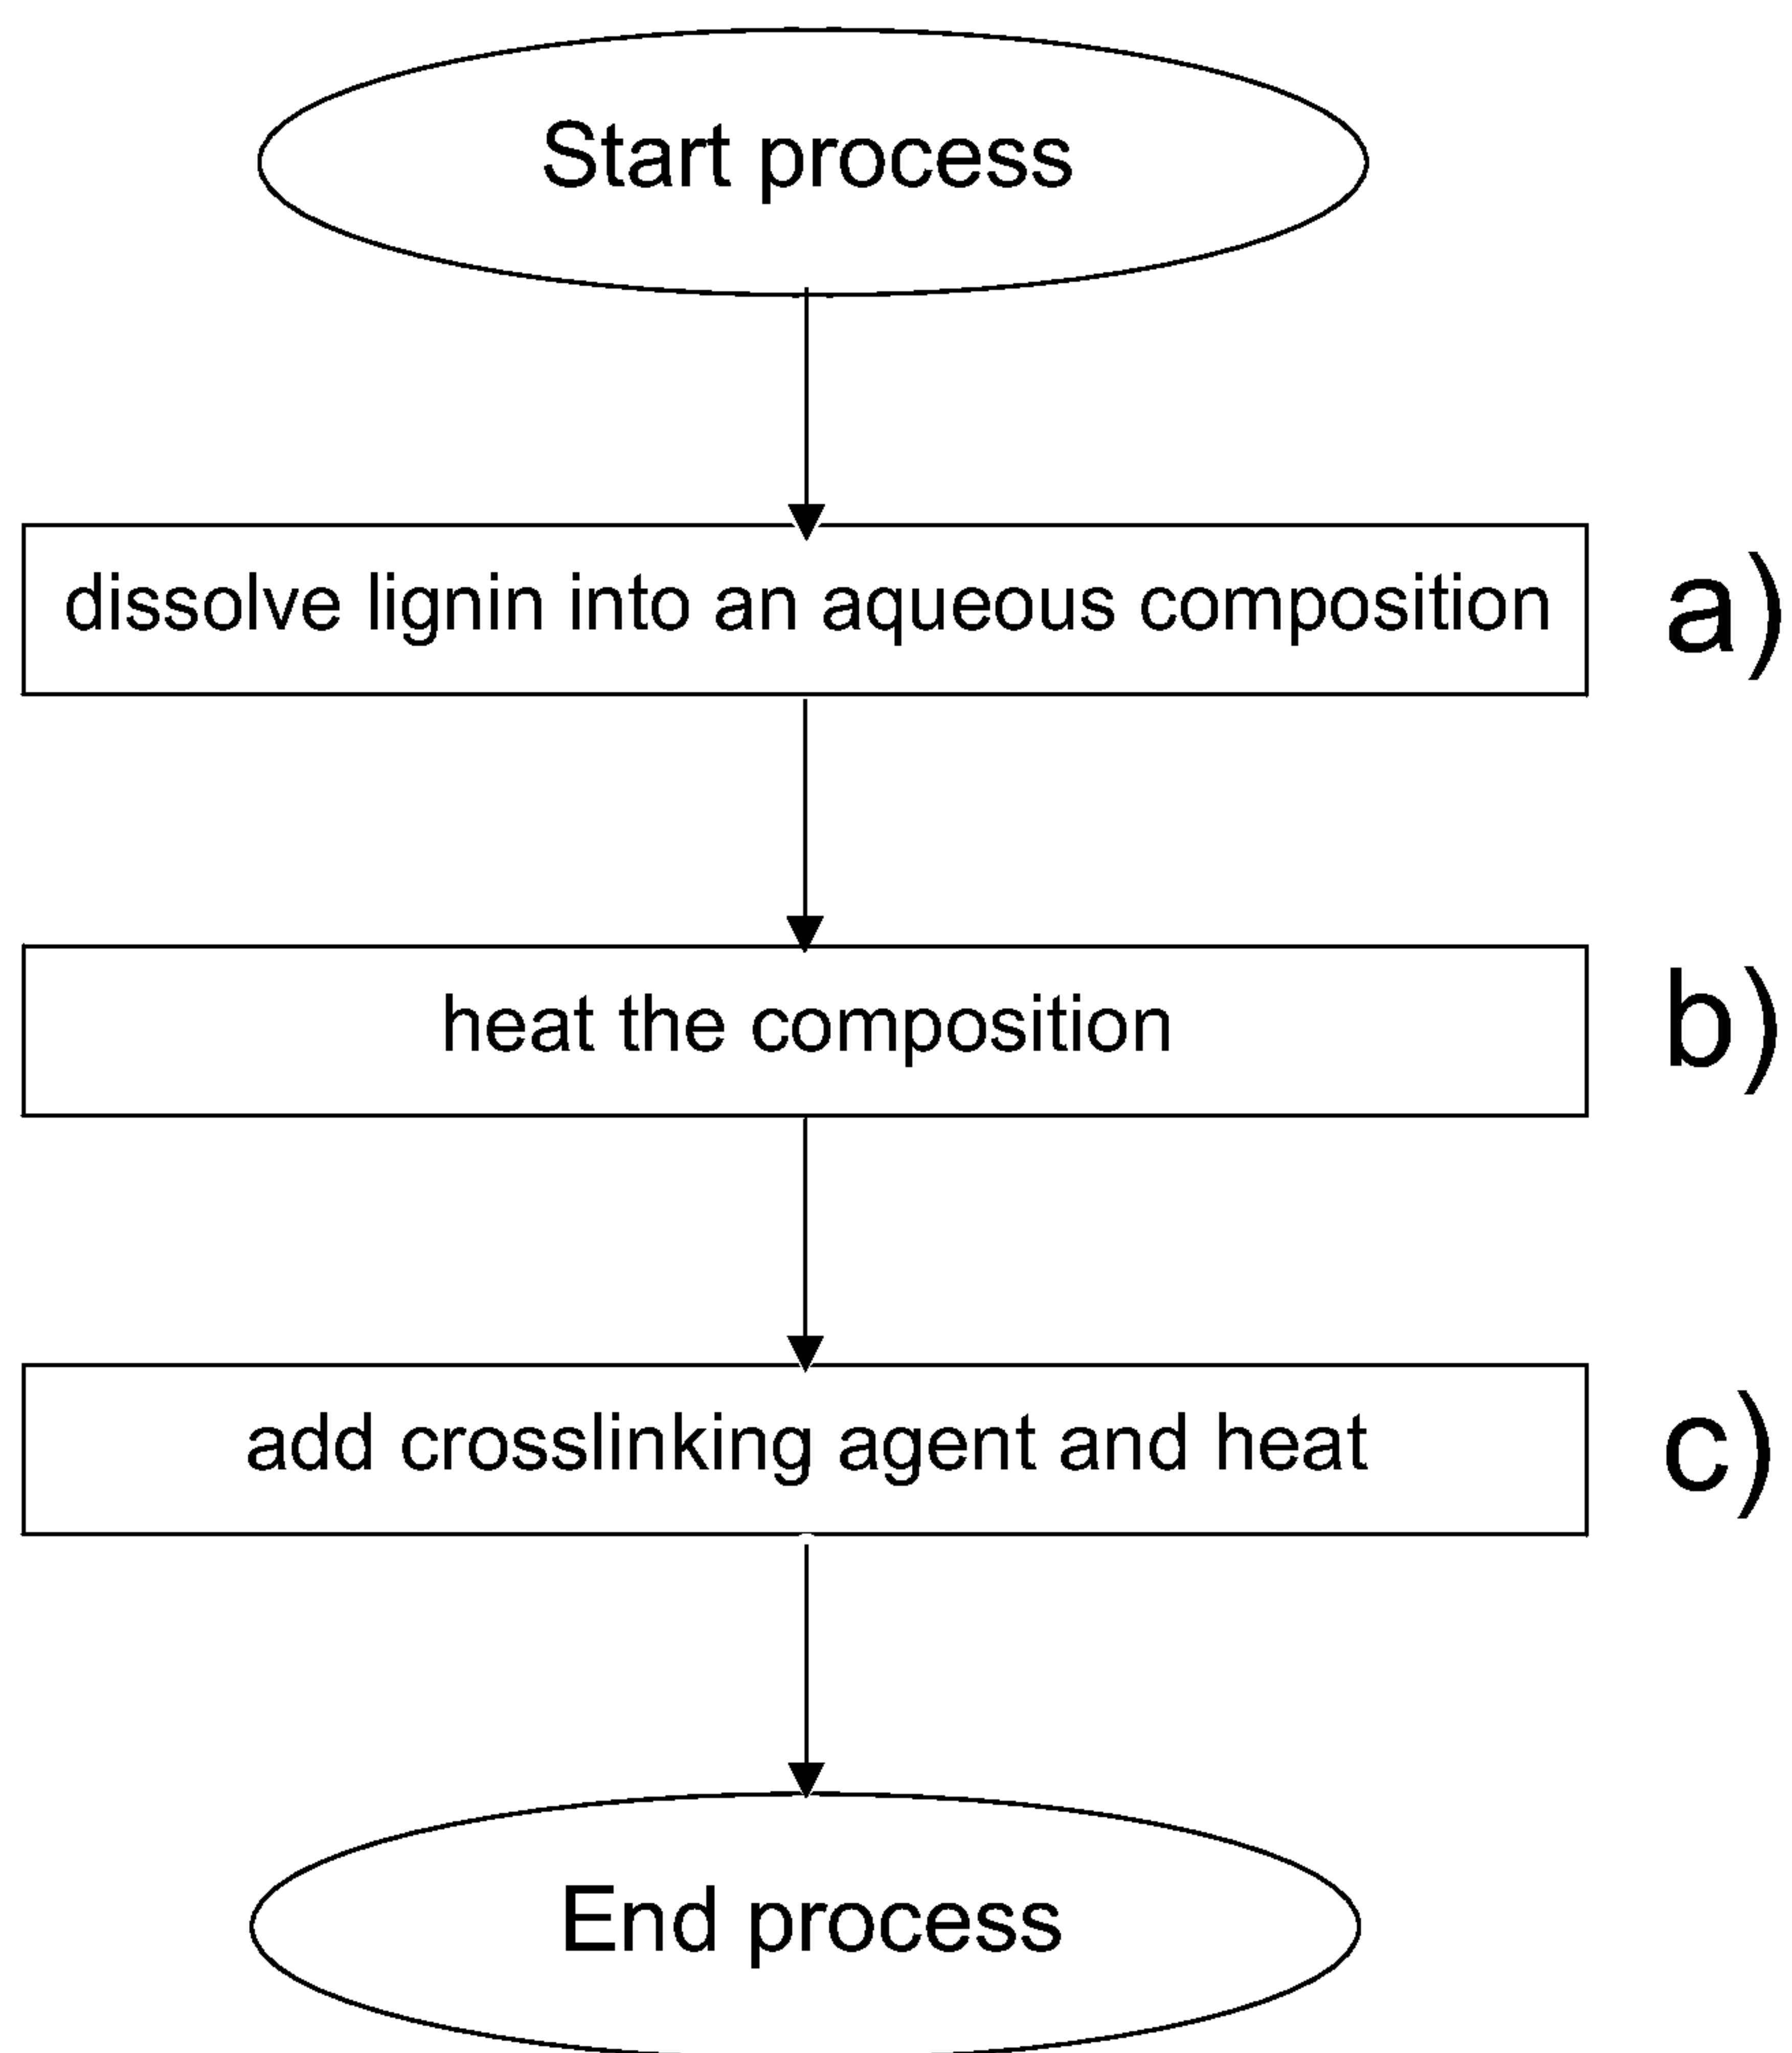 Start process
dissolve lignin into an aqueous composition
a)
heat the composition
b)
add crosslinking agent and heat
c)
End process